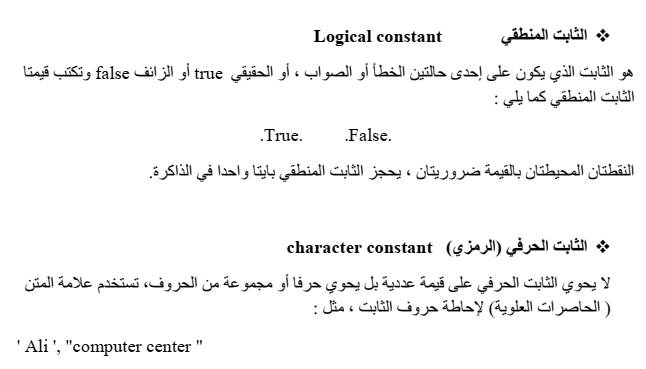 ❖ الثابت المنطقي Logical constant
هو الثابت الذي يكون على إحدى حالتين الخطأ أو الصواب ، أو الحقيقي true أو الزائف false وتكتب قيمتا
الثابت المنطقي كما يلي :
.True. .False.
النقطتان المحيطتان بالقيمة ضروريتان ، يحجز الثابت المنطقي بايتا واحدا في الذاكرة.
❖ الثابت الحرفي (الرمزي) character constant
لا يحوي الثابت الحرفي على قيمة عددية بل يحوي حرفا أو مجموعة من الحروف، تستخدم علامة المتن
( الحاصرات العلوية) لإحاطة حروف الثابت ، مثل :
' Ali ', "computer center "